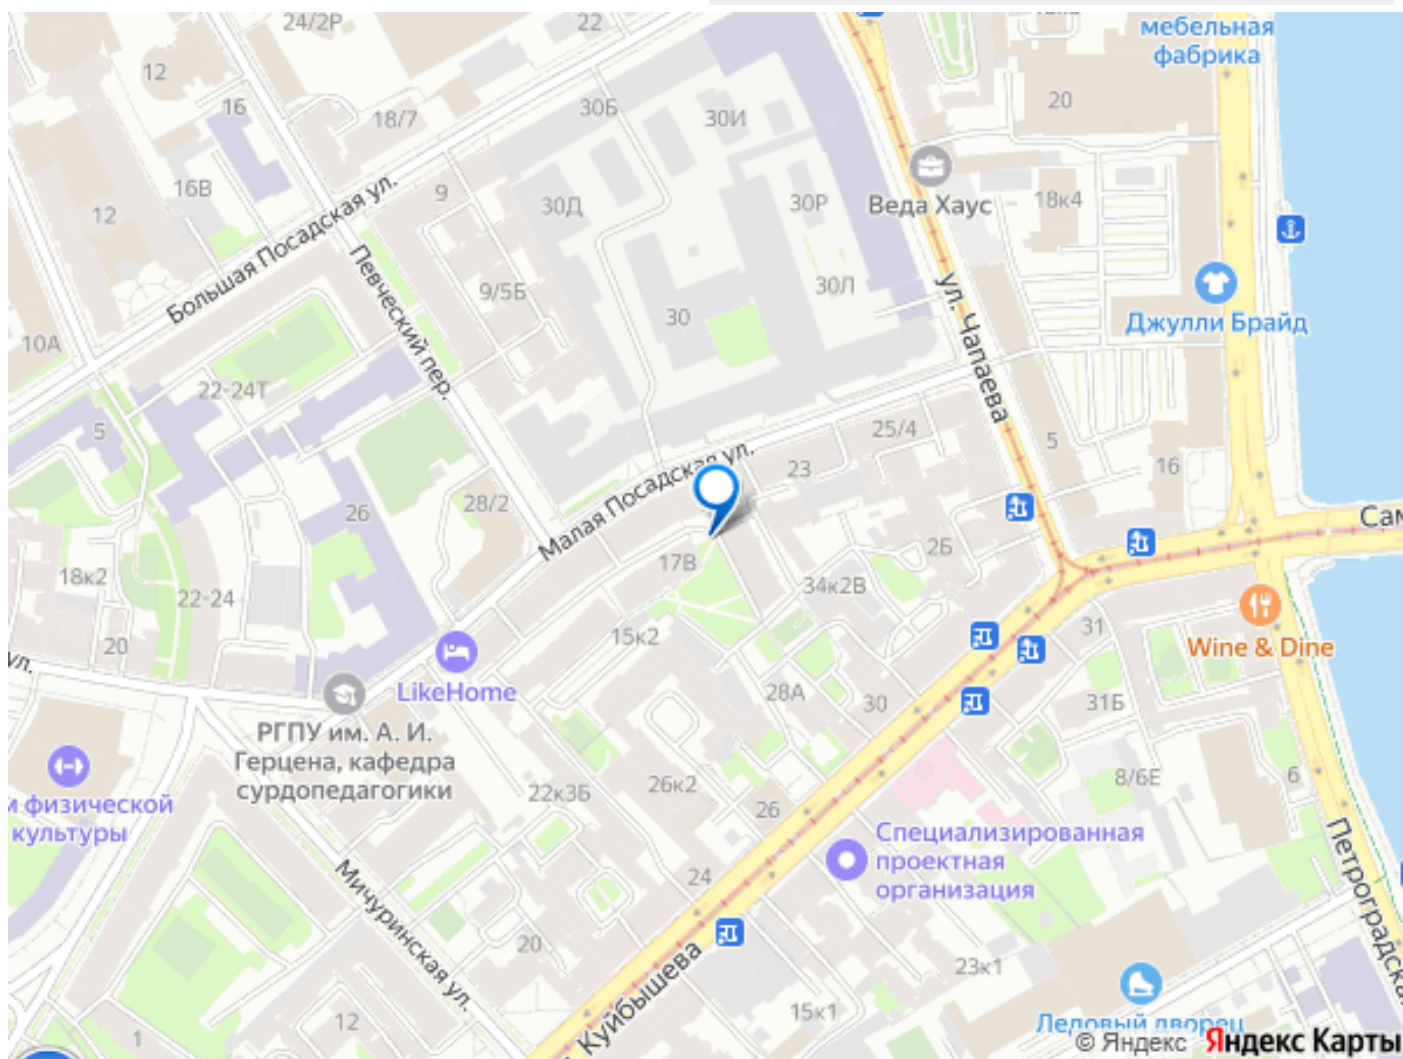 24/2Р
22
мебельная
фабрика
12
16
18/7
30Б
30И
20
16В
9
30Д
30Р
Веда Хаус
18к4
12
Большая Посадская ул.
Певческий пер.
9/5Б
30
30Л
ул. Чапаева
Джулли Брайд
10А
22-24Т
5
25/4
5
23
16
28/2
26
Малая Посадская ул.
Сам
18к2
22-24
17В
2Б
34к2В
20
ул.
15к2
31
Wine & Dine
LikeHome
28А
30
31Б
РГПУ им. А. И.
Герцена, кафедра
сурдопедагогики
22к3Б
26к2
26
8/6Е
6
м физической
культуры
Специализированная
проектная
организация
Петроградская
24
Мичуринская ул.
20
Куйбышева
23к1
1
12
15к1
Ледовый дворец
© Яндекс Яндекс Карты